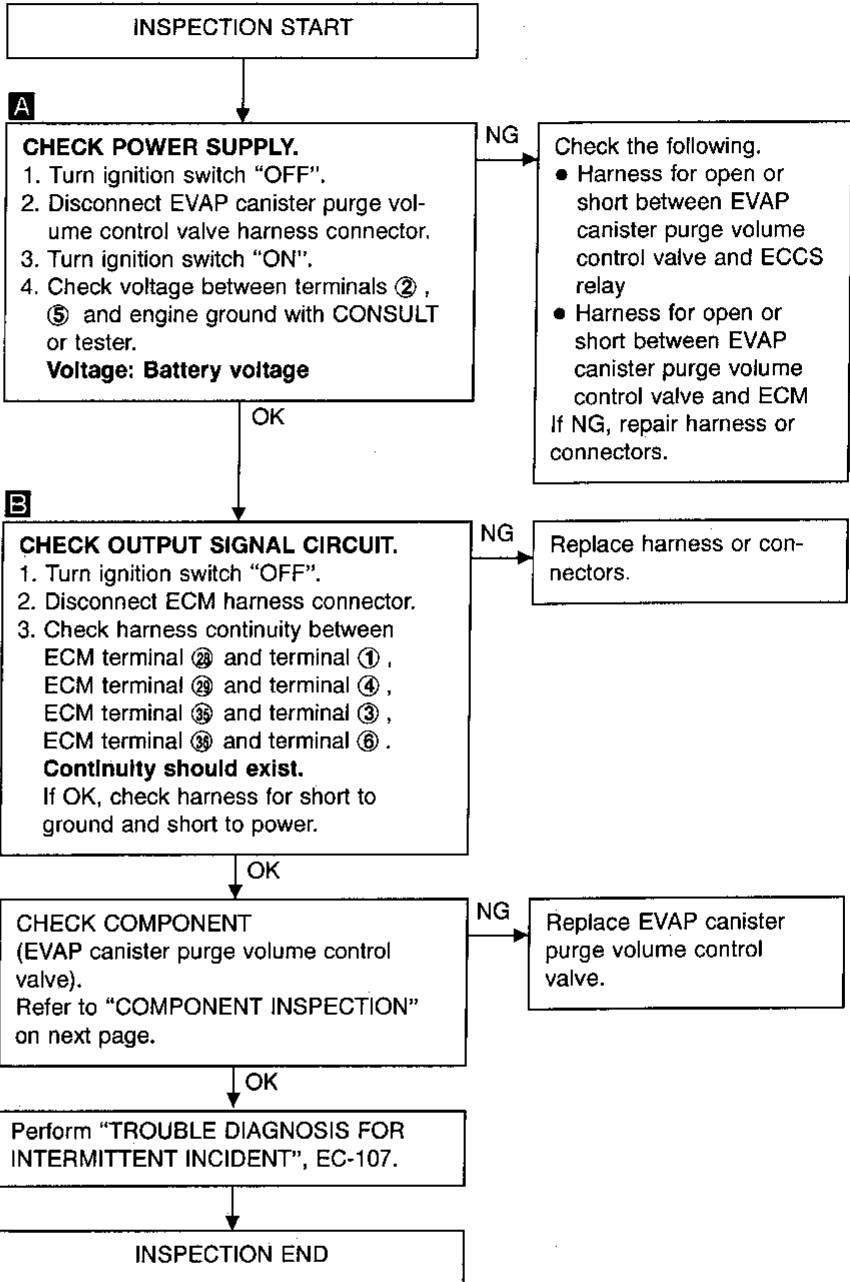 INSPECTION START
A
CHECK POWER SUPPLY.
1. Turn ignition switch “OFF”.
2. Disconnect EVAP canister purge vol-
ume control valve harness connector.
3. Turn ignition switch “ON”.
4. Check voltage between terminals ② ,
⑤ and engine ground with CONSULT
or tester.
Voltage: Battery voltage
NG
Check the following.
● Harness for open or
short between EVAP
canister purge volume
control valve and ECCS
relay
● Harness for open or
short between EVAP
canister purge volume
control valve and ECM
If NG, repair harness or
connectors.
OK
B
CHECK OUTPUT SIGNAL CIRCUIT.
1. Turn ignition switch “OFF”.
2. Disconnect ECM harness connector.
3. Check harness continuity between
ECM terminal ㉘ and terminal ① ,
ECM terminal ㉙ and terminal ④ ,
ECM terminal ㉟ and terminal ③ ,
ECM terminal ㊱ and terminal ⑥ .
Continuity should exist.
If OK, check harness for short to
ground and short to power.
NG
Replace harness or con-
nectors.
OK
CHECK COMPONENT
(EVAP canister purge volume control
valve).
Refer to “COMPONENT INSPECTION”
on next page.
NG
Replace EVAP canister
purge volume control
valve.
OK
Perform “TROUBLE DIAGNOSIS FOR
INTERMITTENT INCIDENT”, EC-107.
INSPECTION END